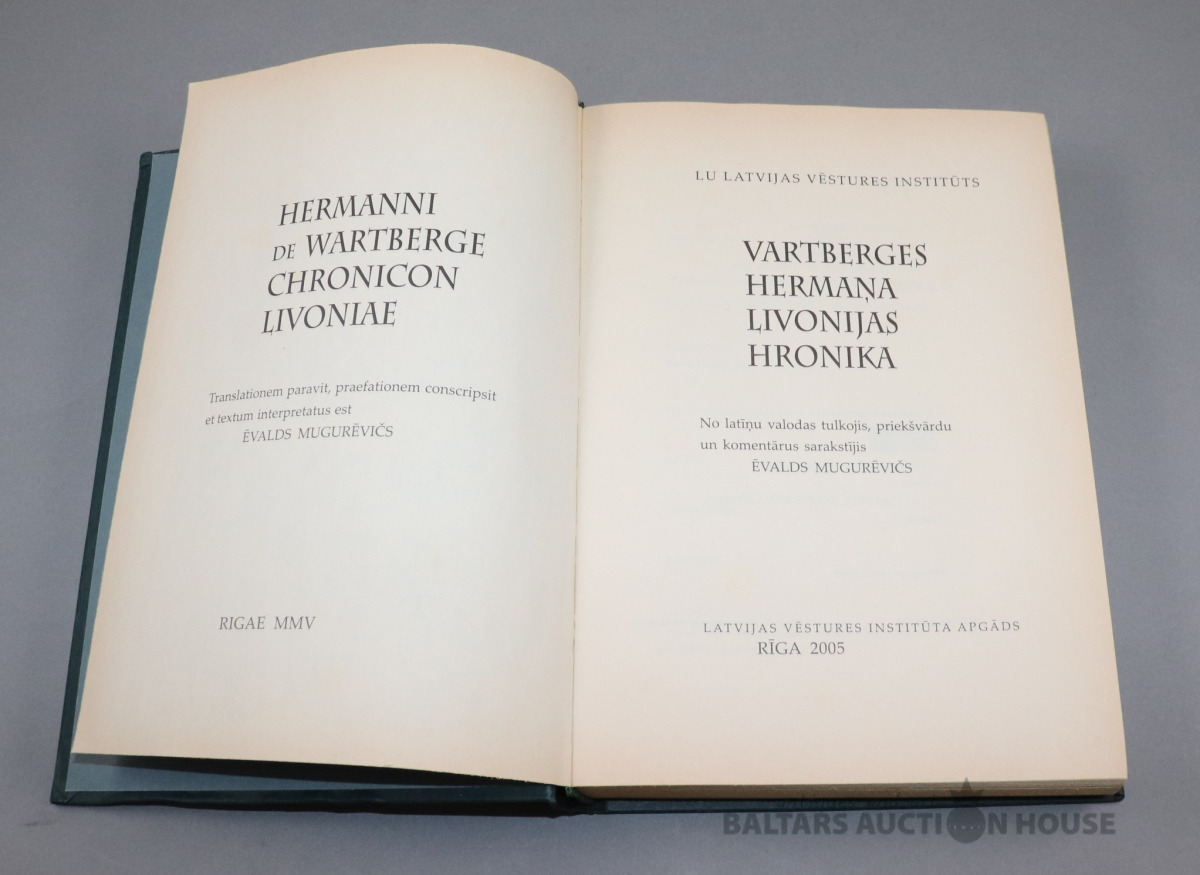 HERMANNI
DE WARTBERGE
CHRONICON
ĻIVONIAE
Translationem paravit, praefationem conscripsit
et textum interpretatus est
ĒVALDS MUGURĒVIČS
RIGAE MMV
LU LATVIJAS VĒSTURES INSTITŪTS
VARTBERGES
HERMAŅA
ĻIVONIJAS
HRONIKA
No latīņu valodas tulkojis, priekšvārdu
un komentārus sarakstījis
ĒVALDS MUGURĒVIČS
LATVIJAS VĒSTURES INSTITŪTA APGĀDS
RĪGA 2005
BALTARS AUCTION HOUSE